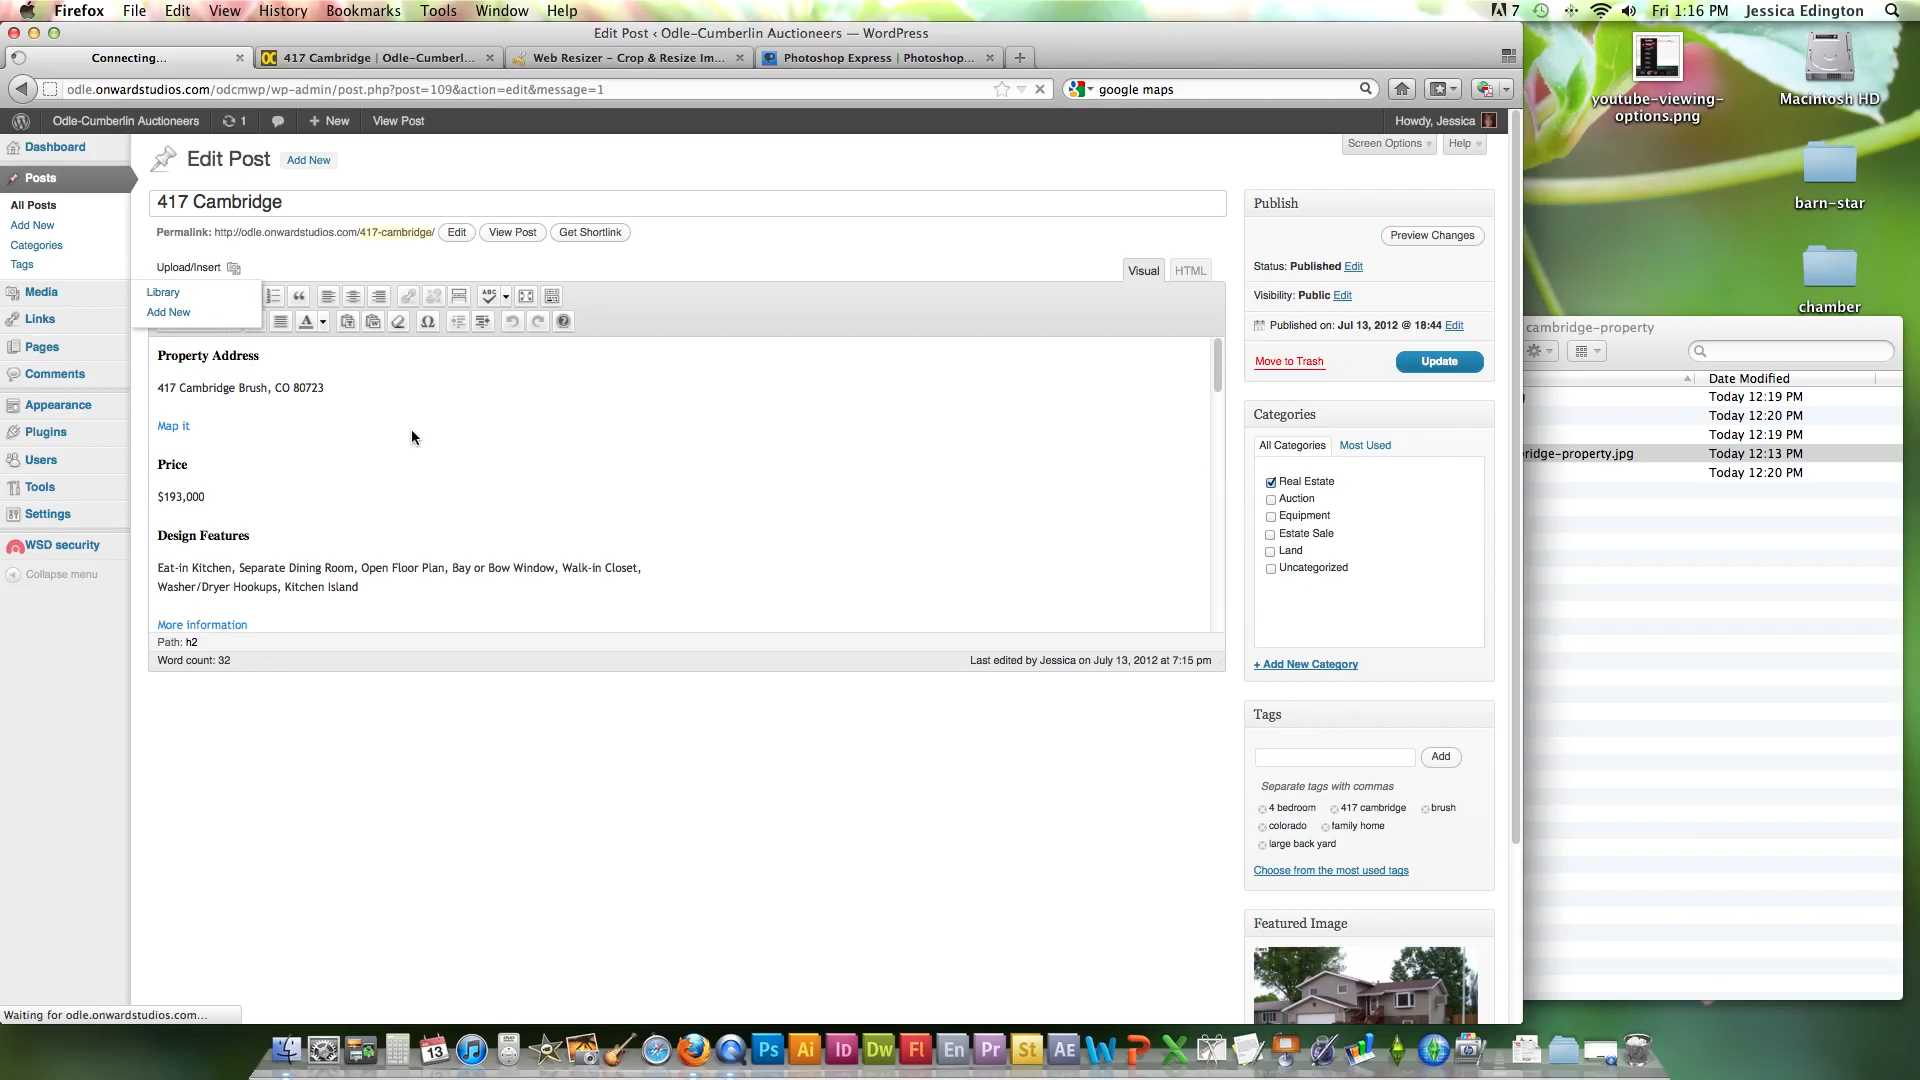 Firefox File Edit View History Bookmarks Tools Window Help
7 Fri 1:16 PM Jessica Edington
Edit Post ‹ Odle-Cumberlin Auctioneers — WordPress
Connecting...
417 Cambridge | Odle-Cumberl...
Web Resizer - Crop & Resize Im...
Photoshop Express | Photoshop...
odle.onwardstudios.com/odcmwp/wp-admin/post.php?post=109&action=edit&message=1
google maps
Odle-Cumberlin Auctioneers 1 + New View Post
Howdy, Jessica
Screen Options Help
Dashboard
Posts
All Posts
Add New
Categories
Tags
Media
Library
Add New
Links
Pages
Comments
Appearance
Plugins
Users
Tools
Settings
WSD security
Collapse menu
Edit Post Add New
417 Cambridge
Permalink: http://odle.onwardstudios.com/417-cambridge/ Edit View Post Get Shortlink
Upload/Insert
Visual HTML
ABC
Property Address
417 Cambridge Brush, CO 80723
Map it
Price
$193,000
Design Features
Eat-in Kitchen, Separate Dining Room, Open Floor Plan, Bay or Bow Window, Walk-in Closet,
Washer/Dryer Hookups, Kitchen Island
More information
Path: h2
Word count: 32
Last edited by Jessica on July 13, 2012 at 7:15 pm
Publish
Preview Changes
Status: Published Edit
Visibility: Public Edit
Published on: Jul 13, 2012 @ 18:44 Edit
Move to Trash
Update
Categories
All Categories Most Used
Real Estate
Auction
Equipment
Estate Sale
Land
Uncategorized
+ Add New Category
Tags
Add
Separate tags with commas
4 bedroom 417 cambridge brush
colorado family home
large back yard
Choose from the most used tags
Featured Image
Waiting for odle.onwardstudios.com...
youtube-viewing-
options.png
Macintosh HD
barn-star
chamber
cambridge-property
Date Modified
Today 12:19 PM
Today 12:20 PM
Today 12:19 PM
ridge-property.jpg Today 12:13 PM
Today 12:20 PM
13
Ps Ai Id Dw Fl En Pr St AE